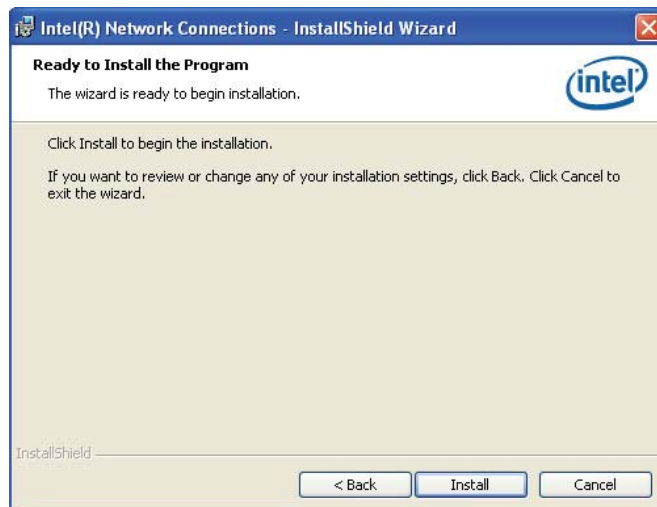 Intel(R) Network Connections - InstallShield Wizard
Ready to Install the Program
The wizard is ready to begin installation.
intel
Click Install to begin the installation.
If you want to review or change any of your installation settings, click Back. Click Cancel to
exit the wizard.
InstallShield
< Back
Install
Cancel